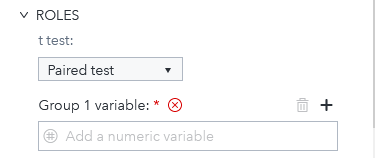 ROLES
t test:
Paired test
Group 1 variable: *
Add a numeric variable